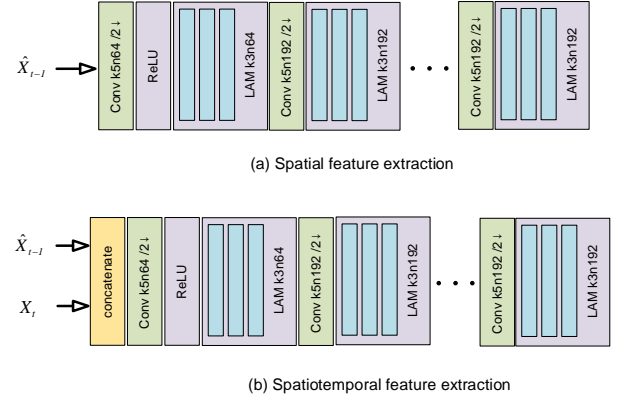 X̂t−1
Conv k5n64 /2↓
ReLU
LAM k3n64
Conv k5n192 /2↓
LAM k3n192
• • •
Conv k5n192 /2↓
LAM k3n192
(a) Spatial feature extraction
X̂t−1
Xt
concatenate
Conv k5n64 /2↓
ReLU
LAM k3n64
Conv k5n192 /2↓
LAM k3n192
• • •
Conv k5n192 /2↓
LAM k3n192
(b) Spatiotemporal feature extraction